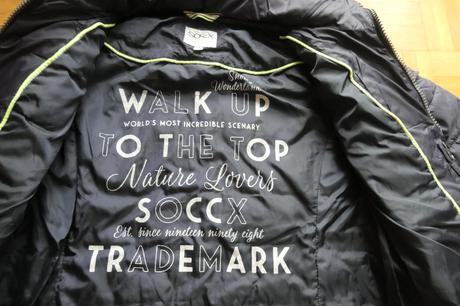 SOCCX
Snow
Wonderland
WALK UP
WORLD'S MOST INCREDIBLE SCENARY
TO THE TOP
Nature Lovers
SOCCX
Est. since nineteen ninety eight
TRADEMARK